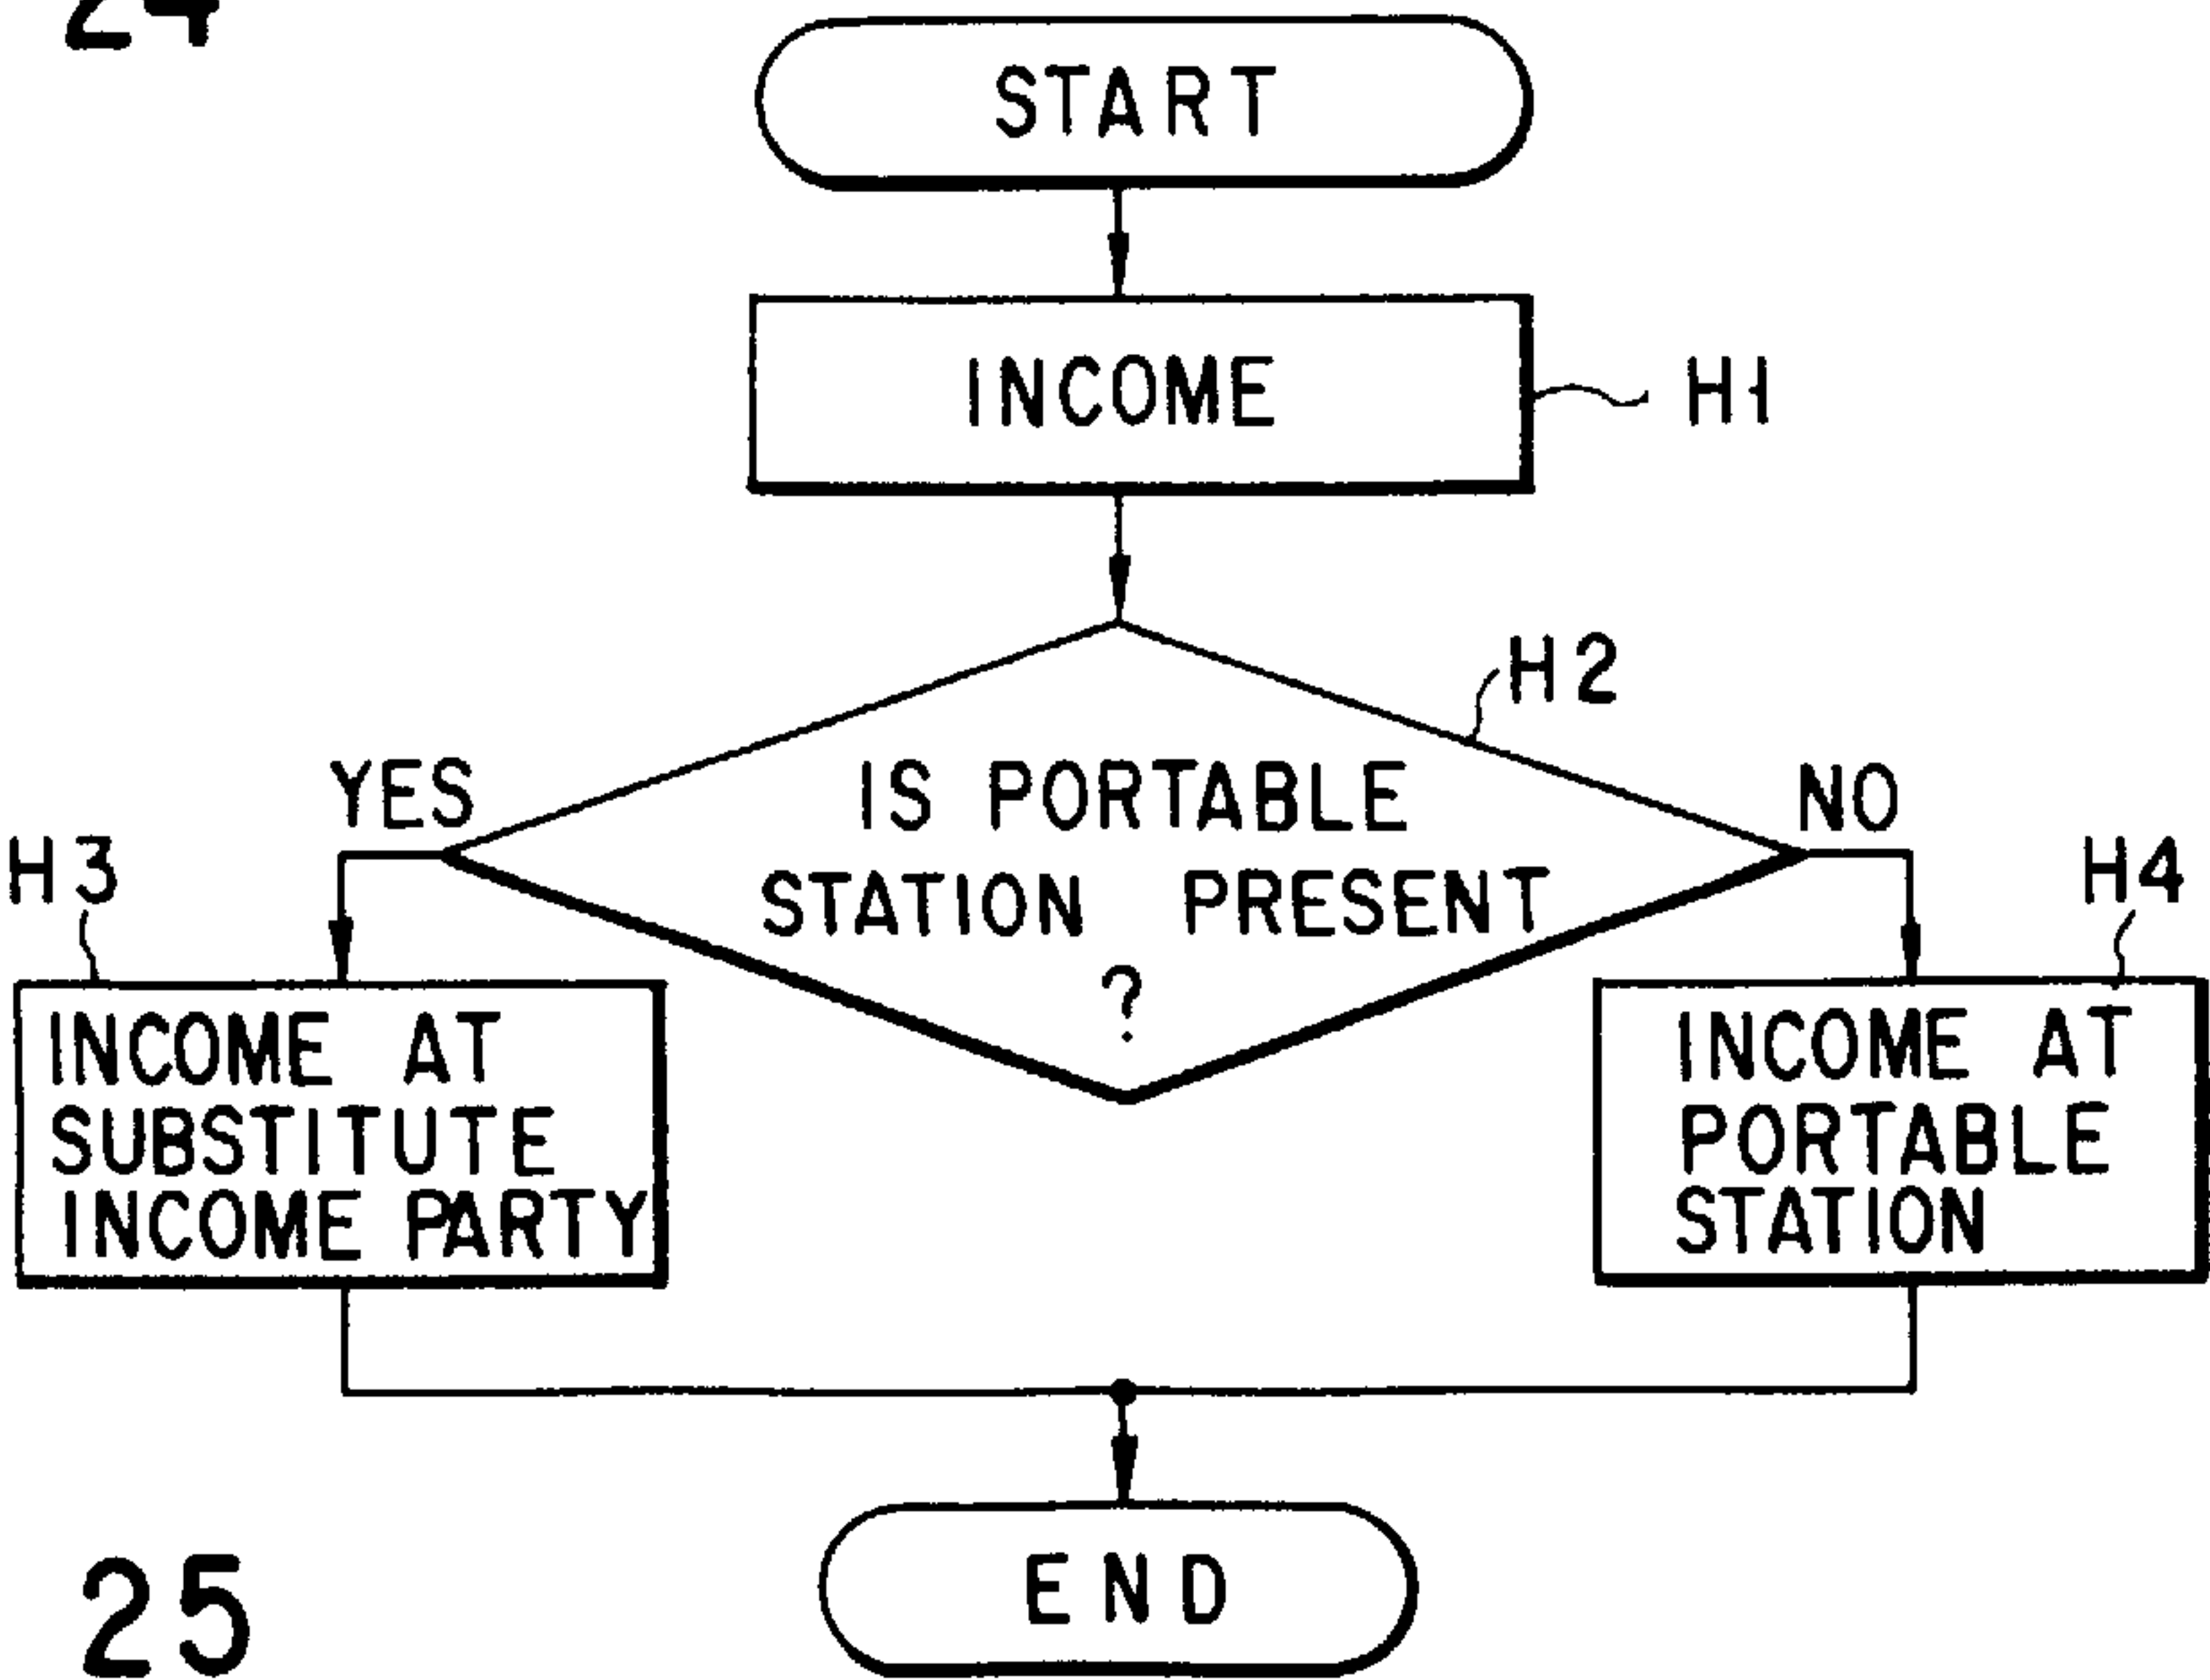 24
START
INCOME
H1
H2
YES
IS PORTABLE
NO
H3
STATION PRESENT
H4
?
INCOME AT
SUBSTITUTE
INCOME PARTY
INCOME AT
PORTABLE
STATION
END
25